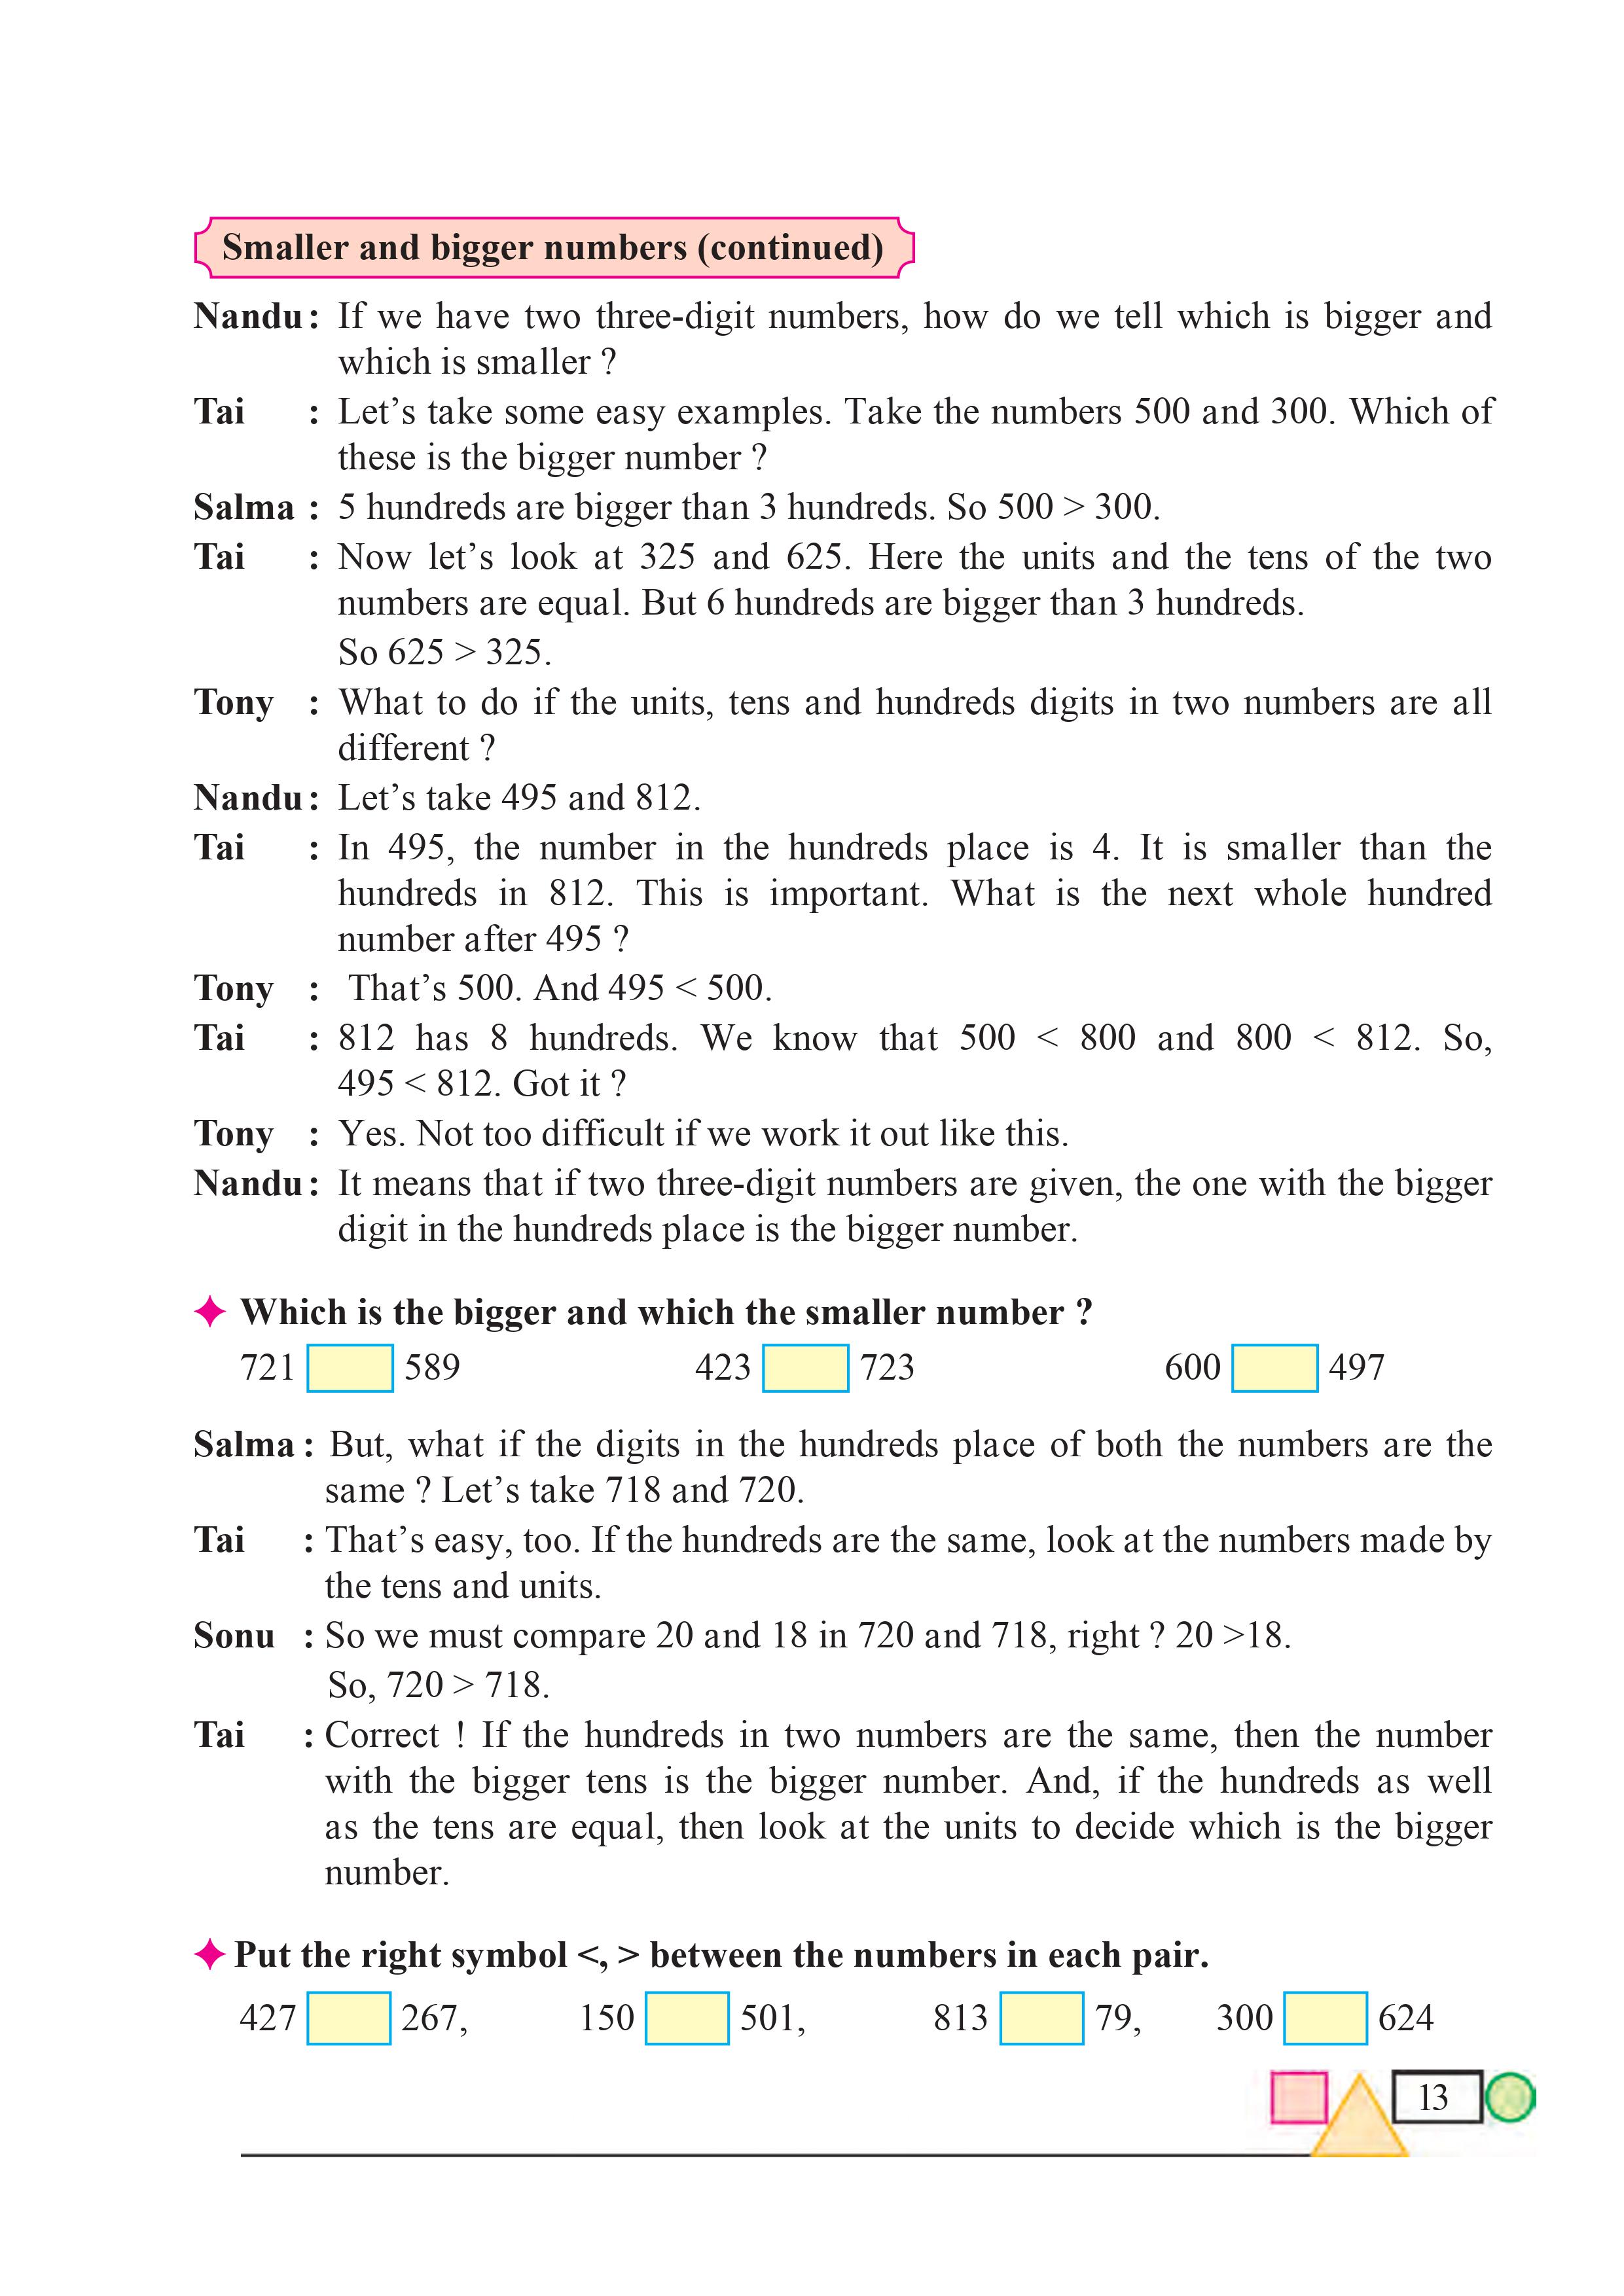 Smaller and bigger numbers (continued)
Nandu : If we have two three-digit numbers, how do we tell which is bigger and
which is smaller ?
Tai : Let’s take some easy examples. Take the numbers 500 and 300. Which of
these is the bigger number ?
Salma : 5 hundreds are bigger than 3 hundreds. So 500 > 300.
Tai : Now let’s look at 325 and 625. Here the units and the tens of the two
numbers are equal. But 6 hundreds are bigger than 3 hundreds.
So 625 > 325.
Tony : What to do if the units, tens and hundreds digits in two numbers are all
different ?
Nandu : Let’s take 495 and 812.
Tai : In 495, the number in the hundreds place is 4. It is smaller than the
hundreds in 812. This is important. What is the next whole hundred
number after 495 ?
Tony : That’s 500. And 495 < 500.
Tai : 812 has 8 hundreds. We know that 500 < 800 and 800 < 812. So,
495 < 812. Got it ?
Tony : Yes. Not too difficult if we work it out like this.
Nandu : It means that if two three-digit numbers are given, the one with the bigger
digit in the hundreds place is the bigger number.
Which is the bigger and which the smaller number ?
721 589 423 723 600 497
Salma : But, what if the digits in the hundreds place of both the numbers are the
same ? Let’s take 718 and 720.
Tai : That’s easy, too. If the hundreds are the same, look at the numbers made by
the tens and units.
Sonu : So we must compare 20 and 18 in 720 and 718, right ? 20 >18.
So, 720 > 718.
Tai : Correct ! If the hundreds in two numbers are the same, then the number
with the bigger tens is the bigger number. And, if the hundreds as well
as the tens are equal, then look at the units to decide which is the bigger
number.
Put the right symbol <, > between the numbers in each pair.
427 267, 150 501, 813 79, 300 624
13